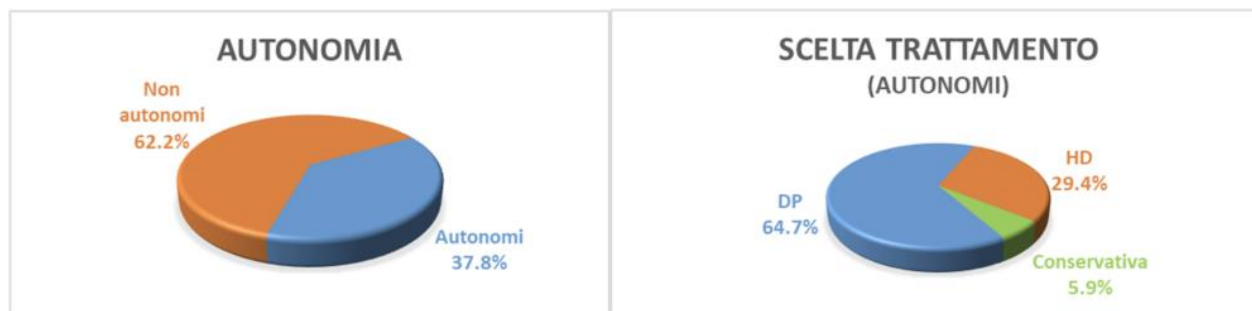 AUTONOMIA
Non
autonomi
62.2%
Autonomi
37.8%
SCELTA TRATTAMENTO
(AUTONOMI)
HD
29.4%
DP
64.7%
Conservativa
5.9%